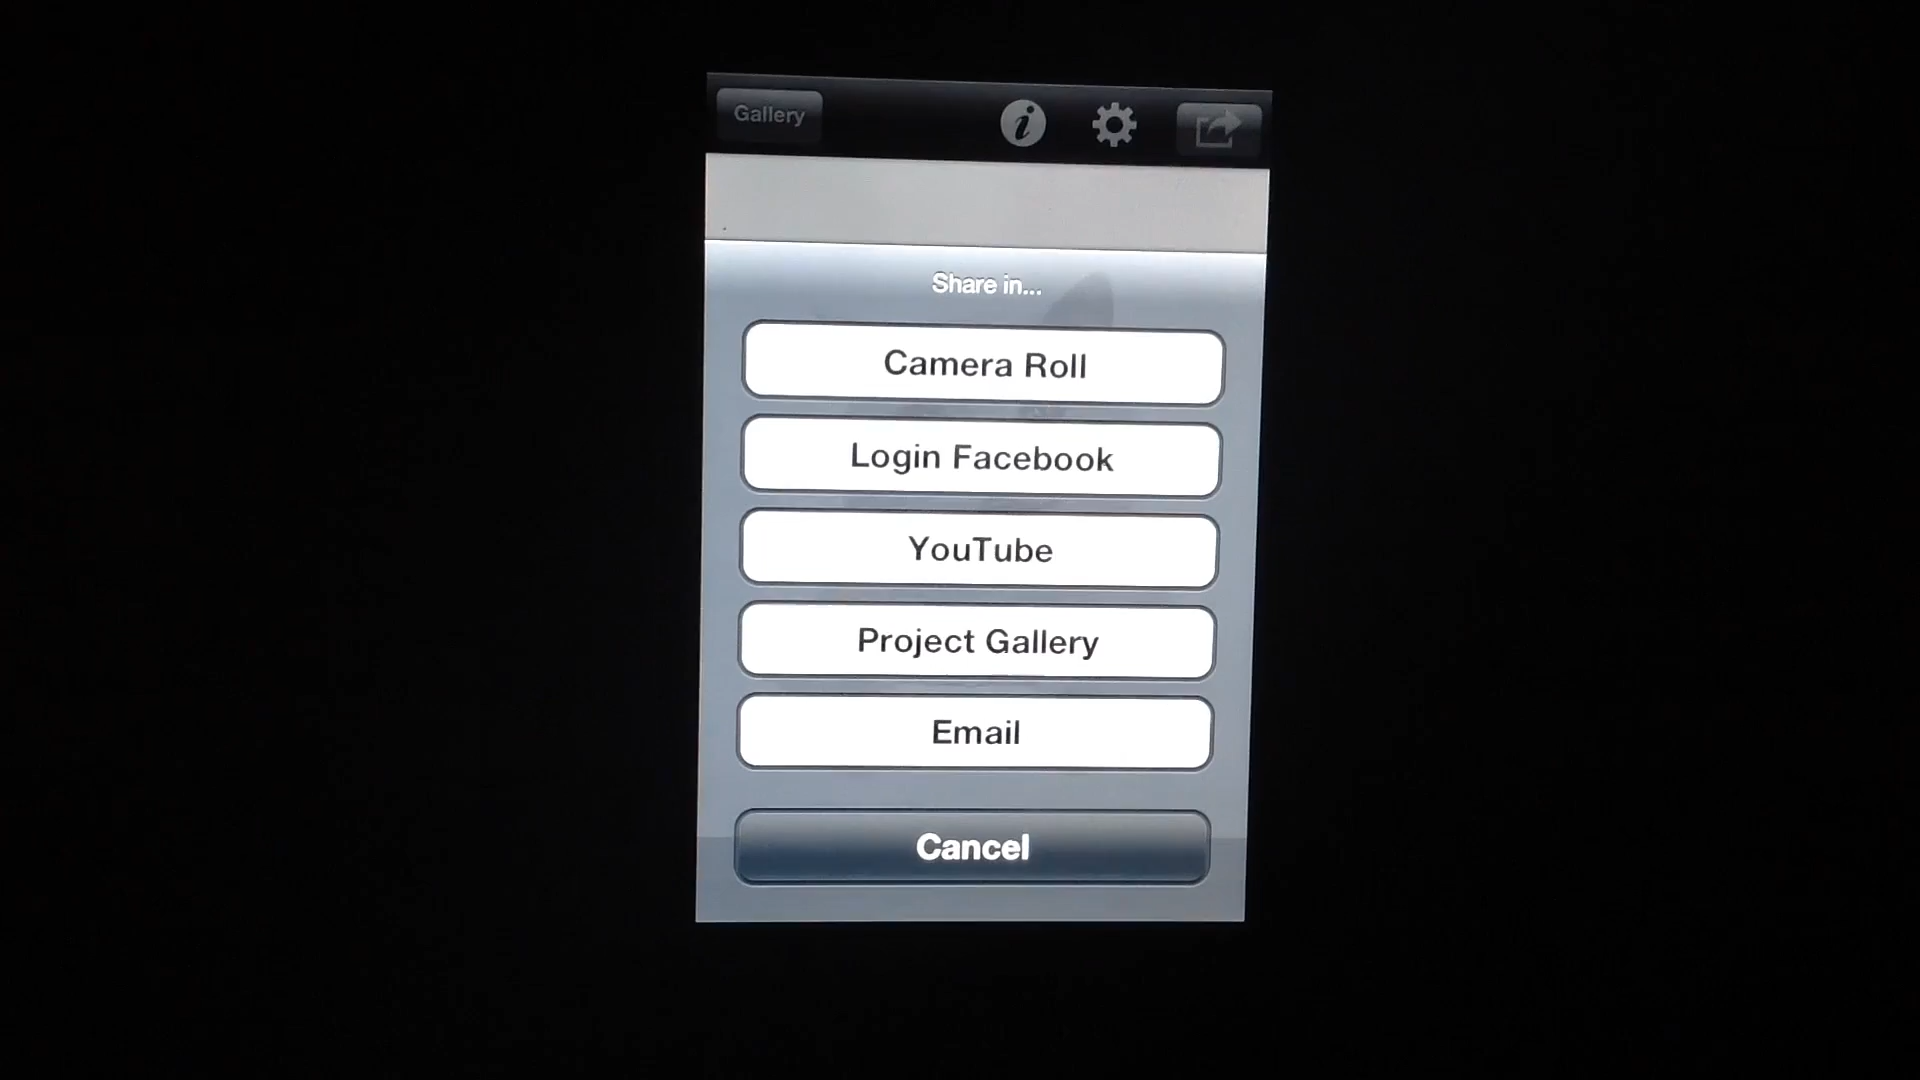 Gallery
Share in...
Camera Roll
Login Facebook
YouTube
Project Gallery
Email
Cancel